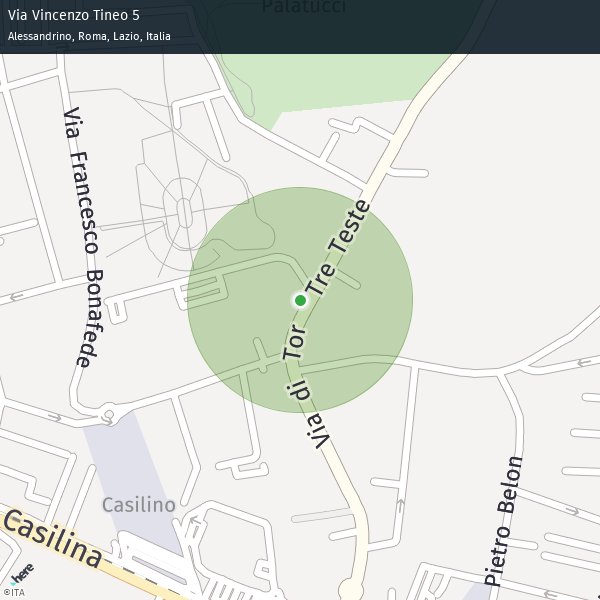 Via Vincenzo Tineo 5
Alessandrino, Roma, Lazio, Italia
Palatucci
Via Francesco Bonafede
Via di Tor Tre Teste
Casilino
Casilina
Pietro Belon
here
©ITA